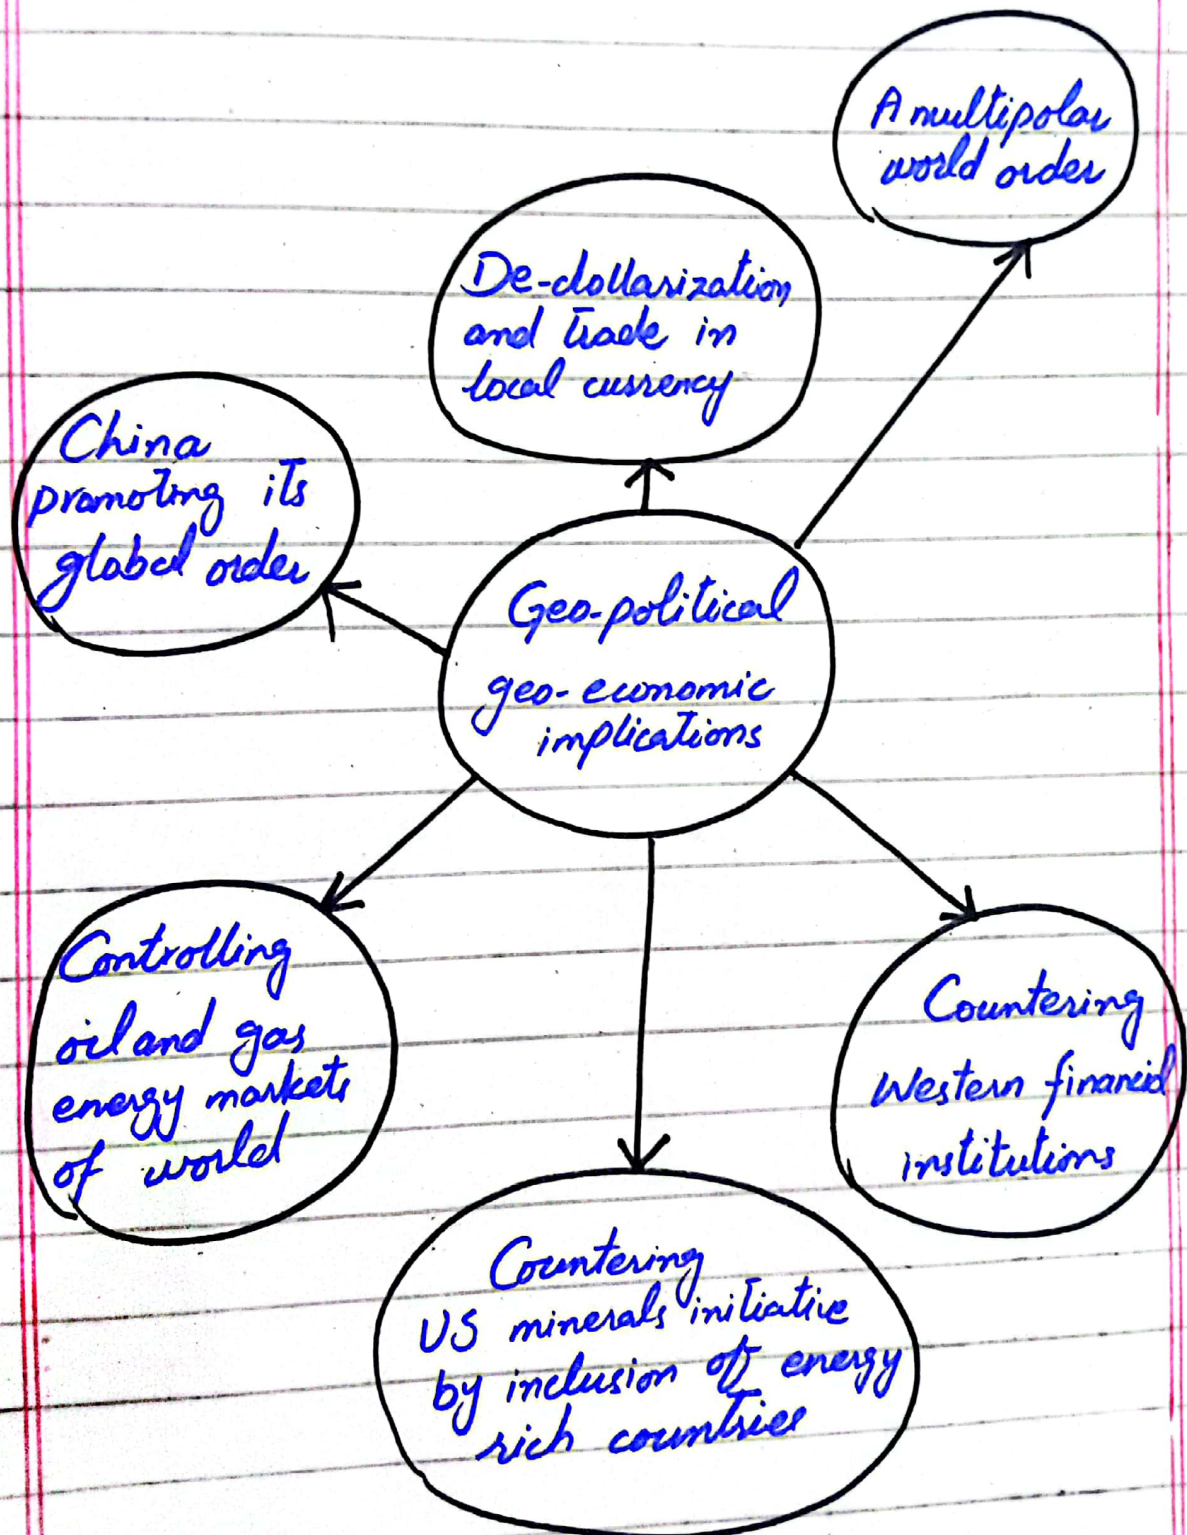 A multipolar
world order
De-dollarization
and trade in
local currency
China
promoting its
global order
Geo-political
geo-economic
implications
Controlling
oil and gas
energy markets
of world
Countering
Western financial
institutions
Countering
US minerals initiative
by inclusion of energy
rich countries